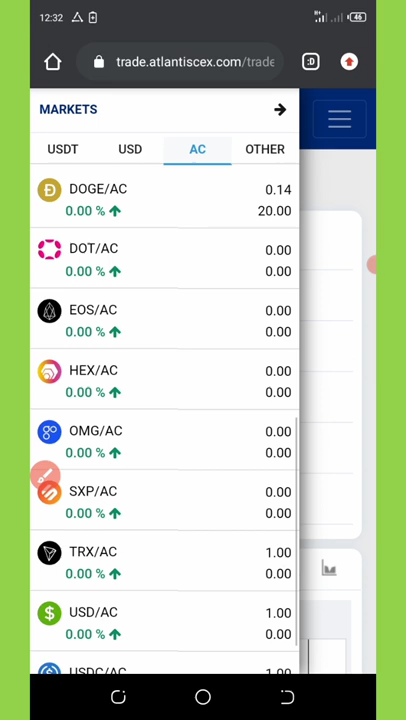 12:32
46
trade.atlantiscex.com/trade
:D
MARKETS
USDT USD AC OTHER
DOGE/AC 0.14
0.00 % 20.00
DOT/AC 0.00
0.00 % 0.00
EOS/AC 0.00
0.00 % 0.00
HEX/AC 0.00
0.00 % 0.00
OMG/AC 0.00
0.00 % 0.00
SXP/AC 0.00
0.00 % 0.00
TRX/AC 1.00
0.00 % 0.00
USD/AC 1.00
0.00 % 0.00
USDC/AC 1.00